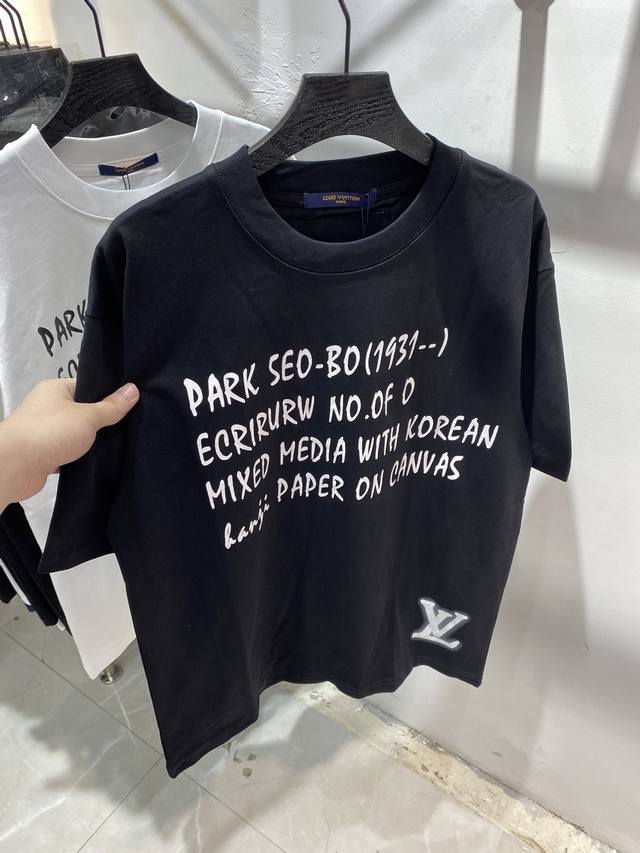 LOUIS VUITTON
PARIS
PARK SEO-BO(1931--)
ECRIRURW NO.OF O
MIXED MEDIA WITH KOREAN
hanji PAPER ON CANVAS
LV
PARK